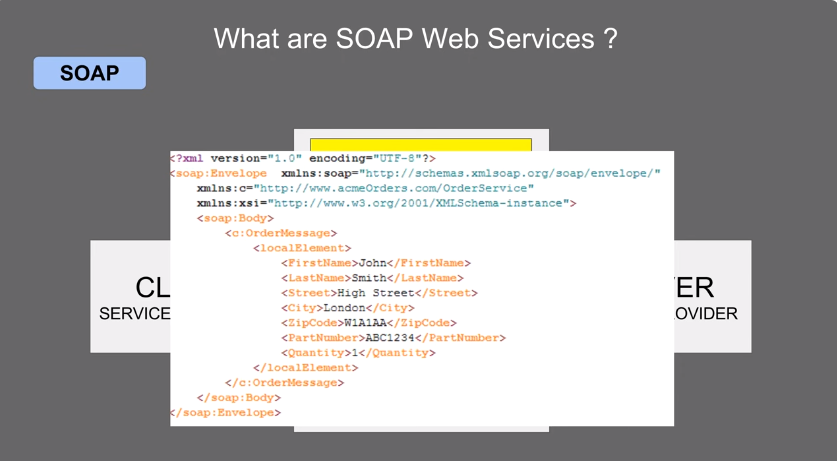 What are SOAP Web Services ?
SOAP
<?xml version="1.0" encoding="UTF-8"?>
<soap:Envelope xmlns:soap="http://schemas.xmlsoap.org/soap/envelope/"
xmlns:c="http://www.acmeOrders.com/OrderService"
xmlns:xsi="http://www.w3.org/2001/XMLSchema-instance">
<soap:Body>
<c:OrderMessage>
<localElement>
<FirstName>John</FirstName>
<LastName>Smith</LastName>
<Street>High Street</Street>
<City>London</City>
<ZipCode>W1A1AA</ZipCode>
<PartNumber>ABC1234</PartNumber>
<Quantity>1</Quantity>
</localElement>
</c:OrderMessage>
</soap:Body>
</soap:Envelope>
CL
SERVICE
VER
OVIDER